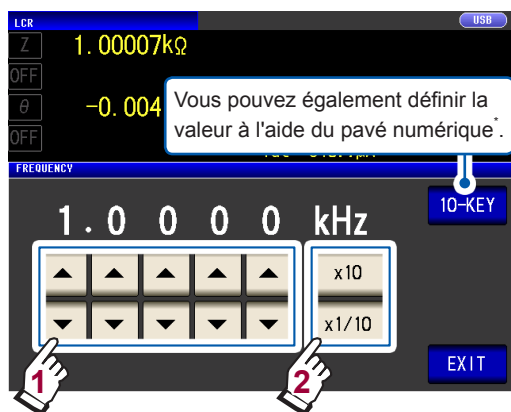 LCR
USB
Z 1.00007kΩ
OFF
θ -0.004
OFF
Vous pouvez également définir la
valeur à l'aide du pavé numérique*.
FREQUENCY
10-KEY
1.0000 kHz
x10
x1/10
1
2
EXIT